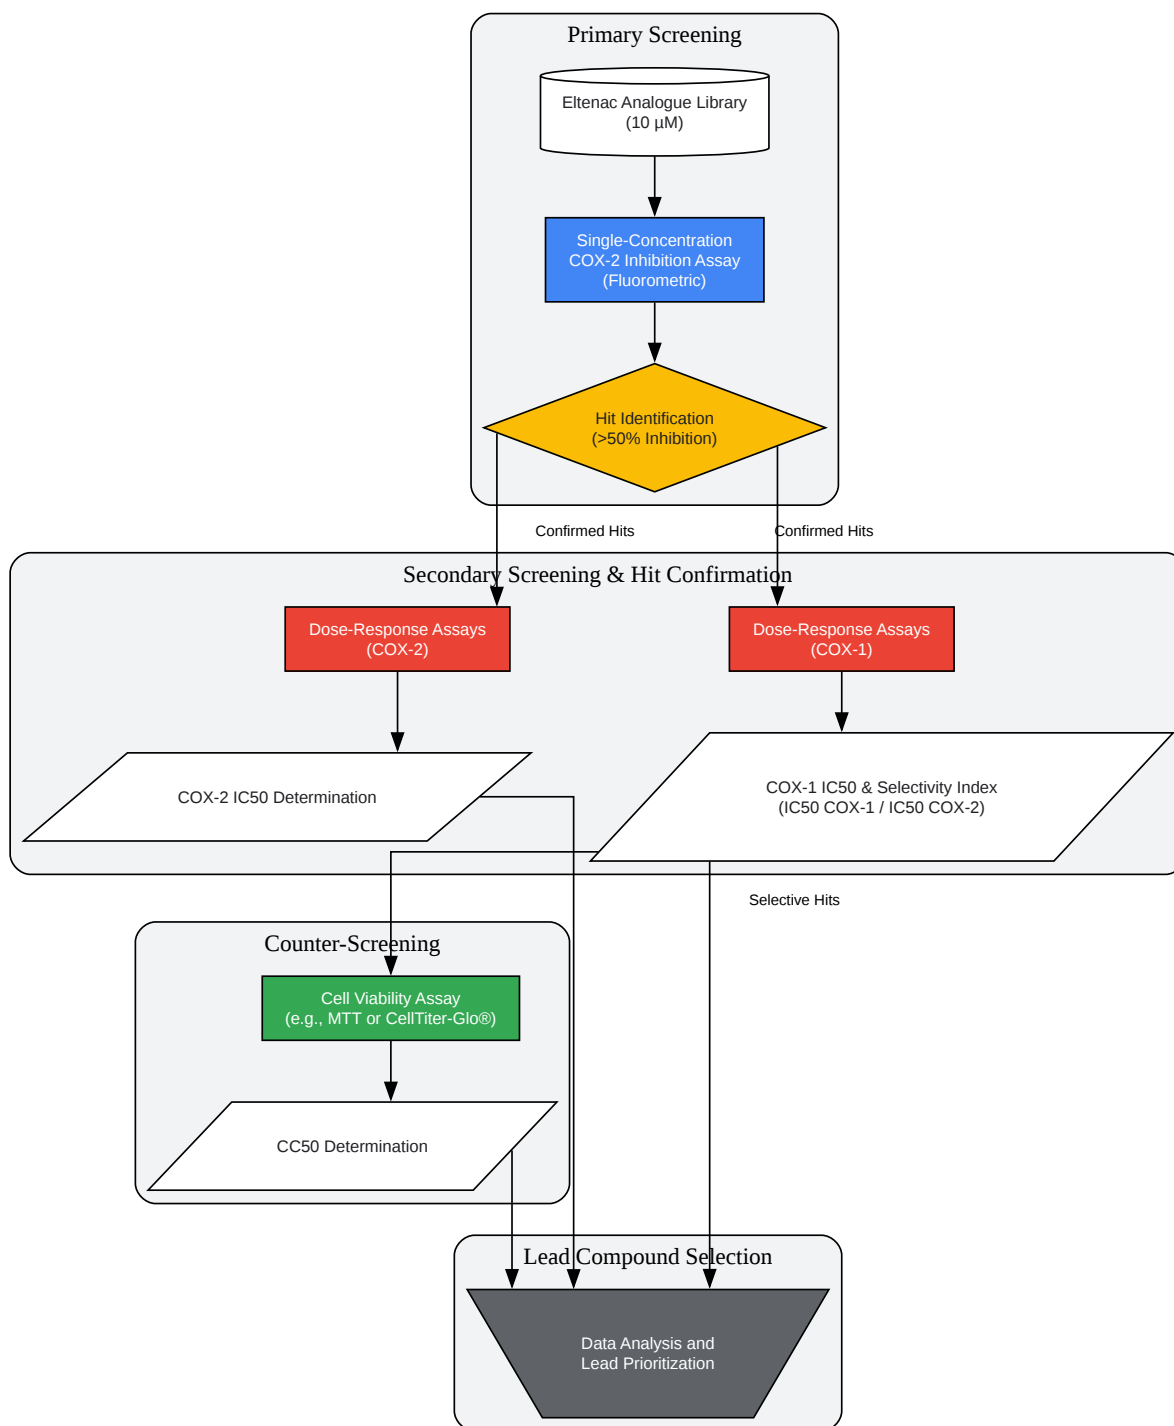 Primary Screening
Eltenac Analogue Library
(10 µM)
Single-Concentration
COX-2 Inhibition Assay
(Fluorometric)
Hit Identification
(>50% Inhibition)
Confirmed Hits
Confirmed Hits
Secondary Screening & Hit Confirmation
Dose-Response Assays
(COX-2)
Dose-Response Assays
(COX-1)
COX-2 IC50 Determination
COX-1 IC50 & Selectivity Index
(IC50 COX-1 / IC50 COX-2)
Selective Hits
Counter-Screening
Cell Viability Assay
(e.g., MTT or CellTiter-Glo®)
CC50 Determination
Lead Compound Selection
Data Analysis and
Lead Prioritization